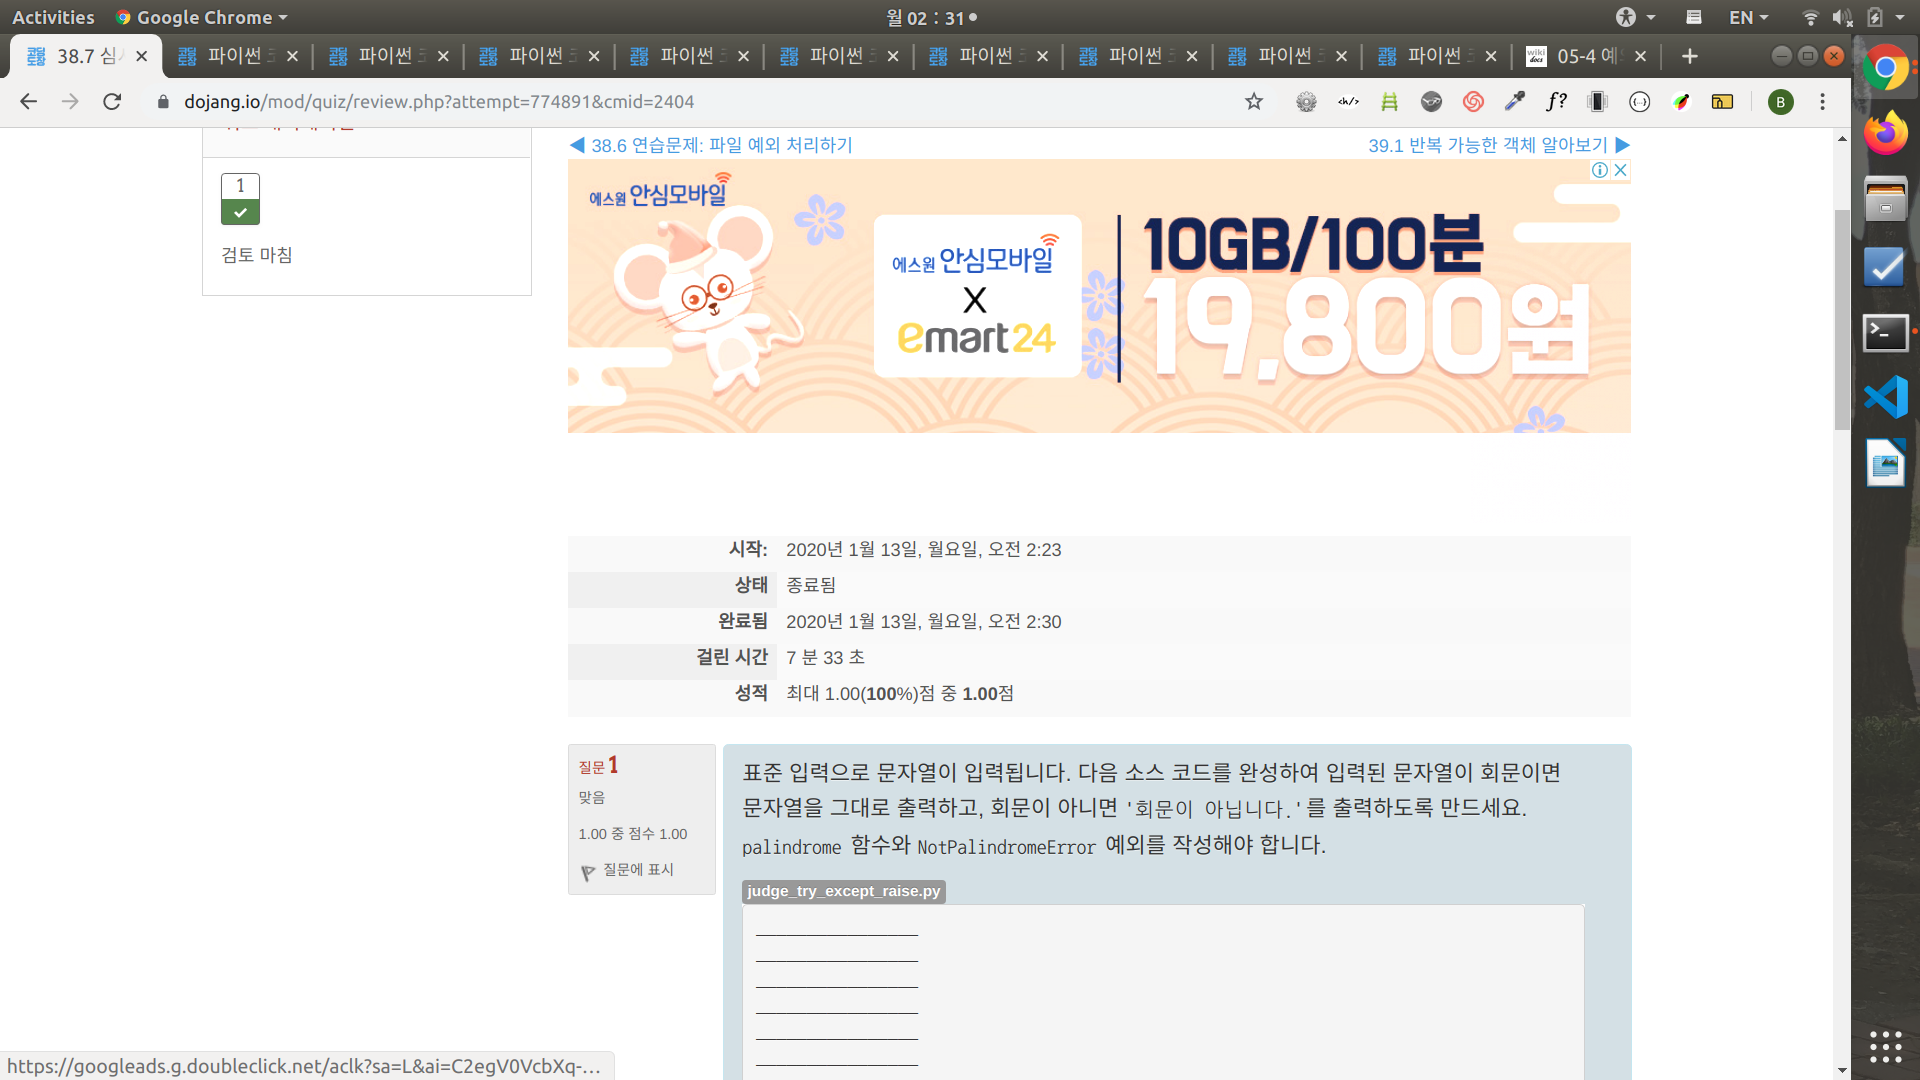 Activities
Google Chrome
월 02 : 31
EN
38.7 심
파이썬
파이썬
파이썬
파이썬
파이썬
파이썬
파이썬
파이썬
파이썬
05-4 예
dojang.io/mod/quiz/review.php?attempt=774891&cmid=2404
◀ 38.6 연습문제: 파일 예외 처리하기
39.1 반복 가능한 객체 알아보기 ▶
1
검토 마침
에스원 안심모바일
에스원 안심모바일
X
emart24
10GB/100분
19,800원
시작: 2020년 1월 13일, 월요일, 오전 2:23
상태 종료됨
완료됨 2020년 1월 13일, 월요일, 오전 2:30
걸린 시간 7 분 33 초
성적 최대 1.00(100%)점 중 1.00점
질문 1
맞음
1.00 중 점수 1.00
질문에 표시
표준 입력으로 문자열이 입력됩니다. 다음 소스 코드를 완성하여 입력된 문자열이 회문이면
문자열을 그대로 출력하고, 회문이 아니면 '회문이 아닙니다.'를 출력하도록 만드세요.
palindrome 함수와 NotPalindromeError 예외를 작성해야 합니다.
judge_try_except_raise.py
________________
________________
________________
________________
________________
________________
https://googleads.g.doubleclick.net/aclk?sa=L&ai=C2egV0VcbXq-...